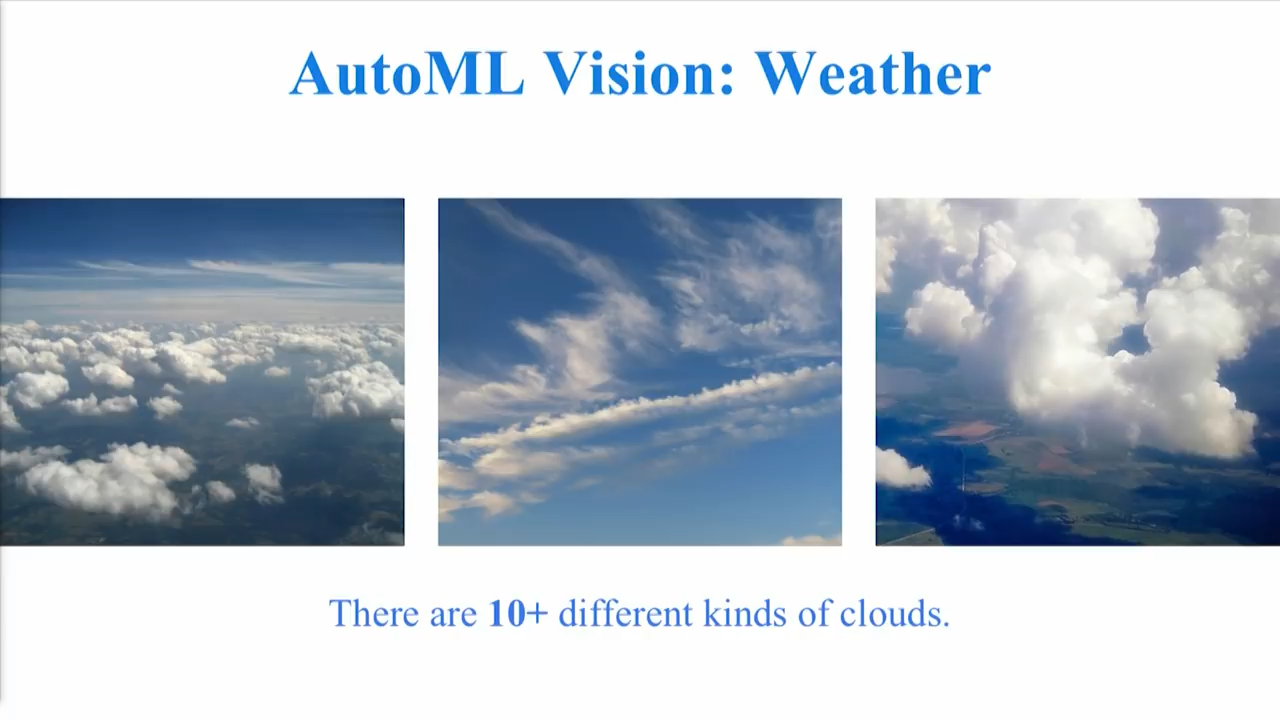 AutoML Vision: Weather
There are 10+ different kinds of clouds.